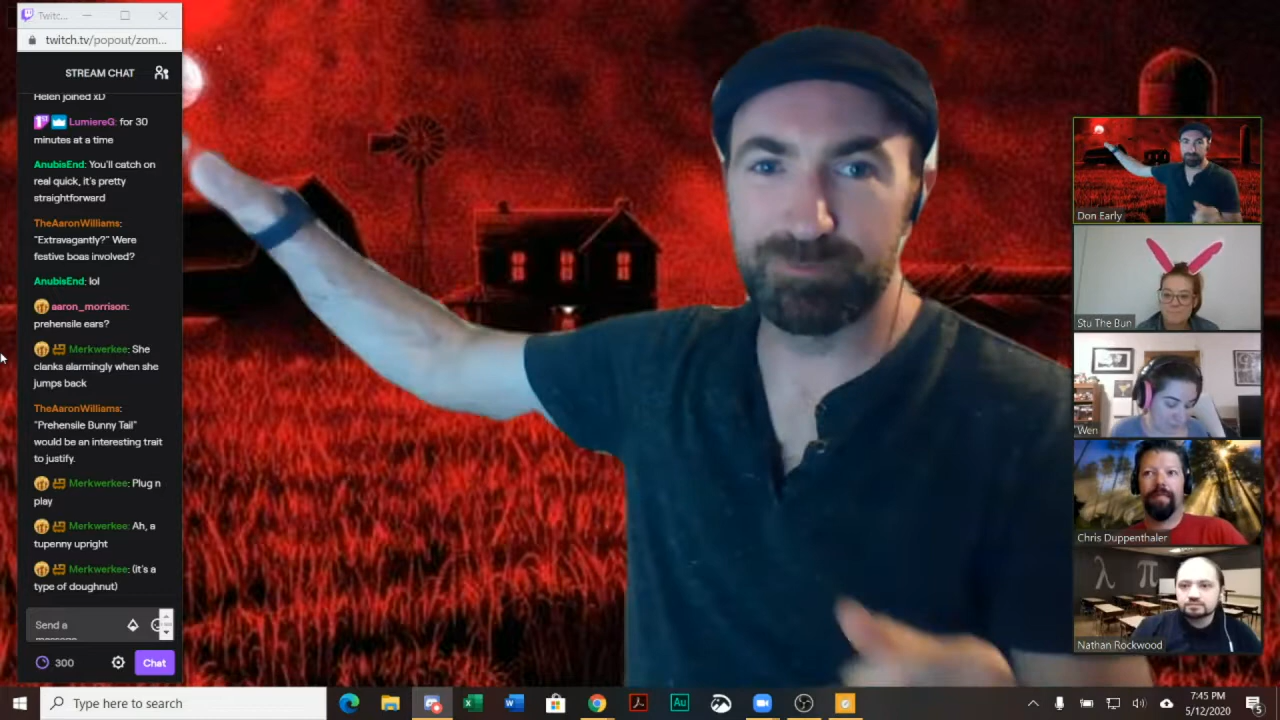 Twitc...
twitch.tv/popout/zom...
STREAM CHAT
Helen joined xD
LumiereG: for 30
minutes at a time
AnubisEnd: You'll catch on
real quick, it's pretty
straightforward
TheAaronWilliams:
"Extravagantly?" Were
festive boas involved?
AnubisEnd: lol
aaron_morrison:
prehensile ears?
Merkwerkee: She
clanks alarmingly when she
jumps back
TheAaronWilliams:
"Prehensile Bunny Tail"
would be an interesting trait
to justify.
Merkwerkee: Plug n
play
Merkwerkee: Ah, a
tupenny upright
Merkwerkee: (it's a
type of doughnut)
Send a
300
Chat
Don Early
Stu The Bun
"Wen
Chris Duppenthaler
λ π
Nathan Rockwood
Type here to search
Au
7:45 PM
5/12/2020
5